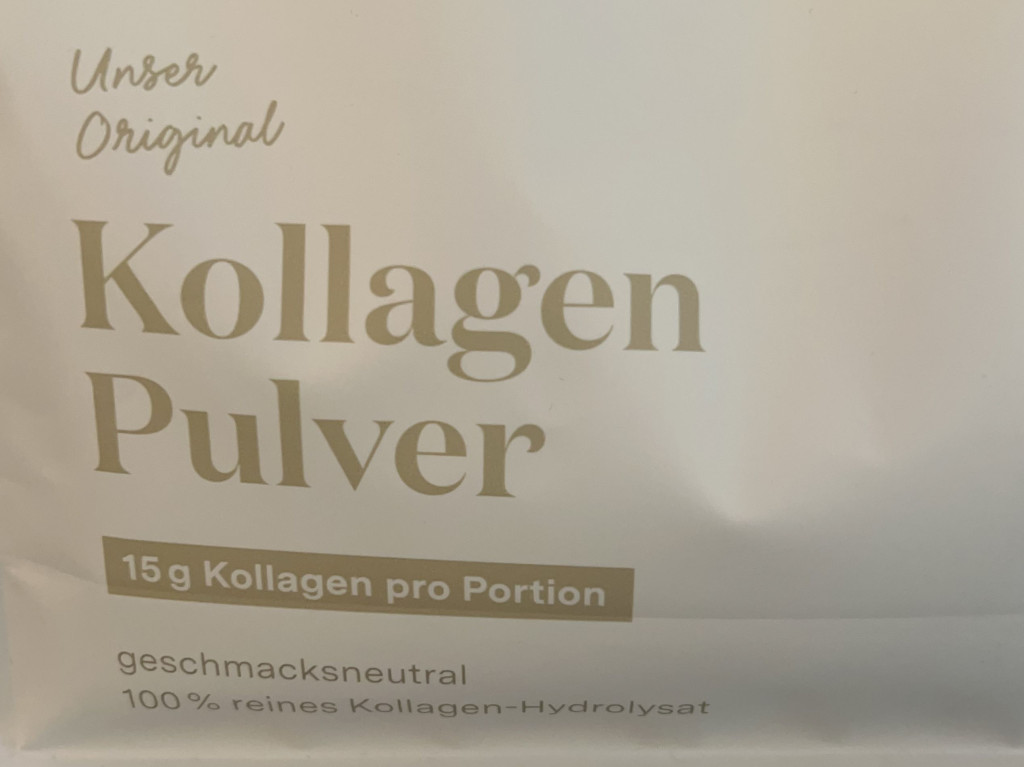 Unser
Original
Kollagen
Pulver
15 g Kollagen pro Portion
geschmacksneutral
100 % reines Kollagen-Hydrolysat